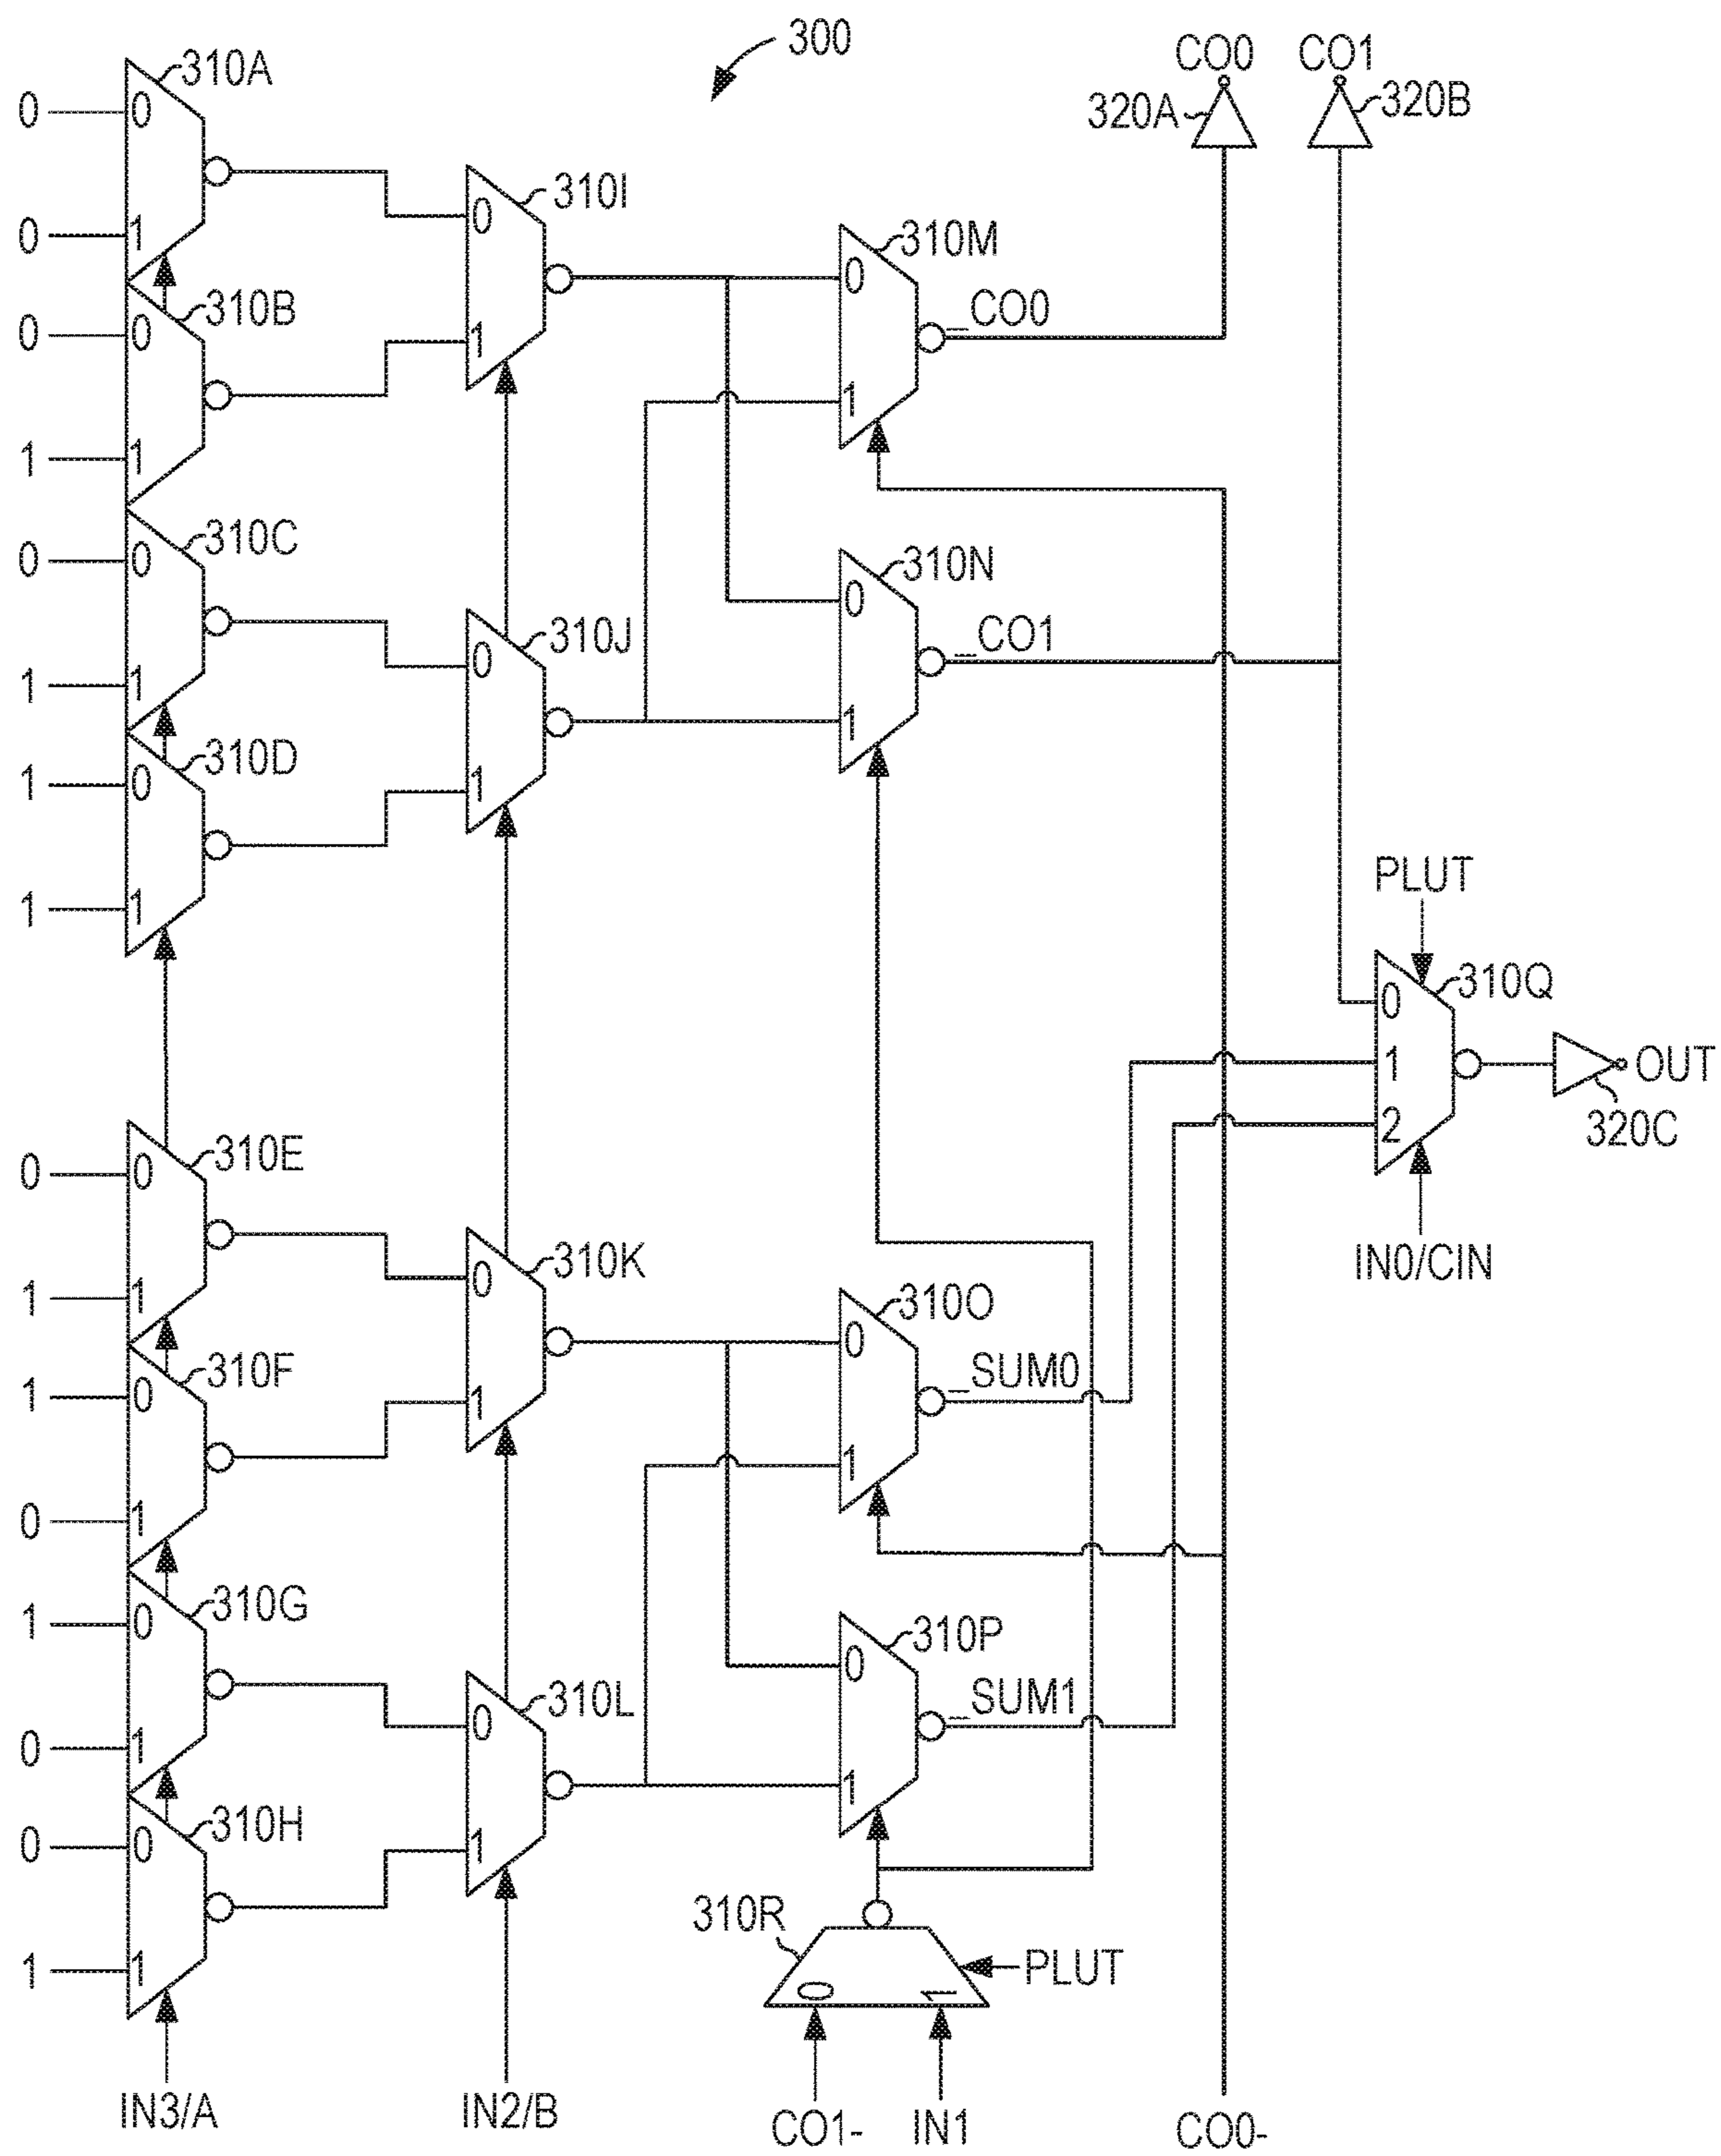 300
CO0 CO1
320A 320B
310A
0 0
0 1
310B
0 0
1 1
310C
0 0
1 1
310D
1 0
1 1
310I
0
1
310J
0
1
310M
0
1
_CO0
310N
0
1
_CO1
PLUT
310Q
0
1
2
OUT
320C
IN0/CIN
310E
0 0
1 1
310F
1 0
0 1
310G
1 0
0 1
310H
0 0
1 1
310K
0
1
310L
0
1
310O
0
1
_SUM0
310P
0
1
_SUM1
310R
0 1
PLUT
IN3/A IN2/B CO1- IN1 CO0-